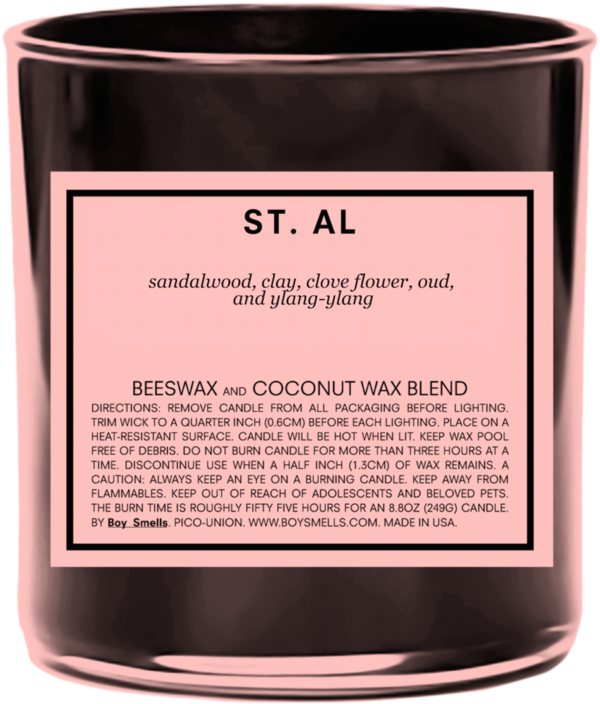 ST. AL
sandalwood, clay, clove flower, oud,
and ylang-ylang
BEESWAX AND COCONUT WAX BLEND
DIRECTIONS: REMOVE CANDLE FROM ALL PACKAGING BEFORE LIGHTING.
TRIM WICK TO A QUARTER INCH (0.6CM) BEFORE EACH LIGHTING. PLACE ON A
HEAT-RESISTANT SURFACE. CANDLE WILL BE HOT WHEN LIT. KEEP WAX POOL
FREE OF DEBRIS. DO NOT BURN CANDLE FOR MORE THAN THREE HOURS AT A
TIME. DISCONTINUE USE WHEN A HALF INCH (1.3CM) OF WAX REMAINS. A
CAUTION: ALWAYS KEEP AN EYE ON A BURNING CANDLE. KEEP AWAY FROM
FLAMMABLES. KEEP OUT OF REACH OF ADOLESCENTS AND BELOVED PETS.
THE BURN TIME IS ROUGHLY FIFTY FIVE HOURS FOR AN 8.8OZ (249G) CANDLE.
BY Boy Smells. PICO-UNION. WWW.BOYSMELLS.COM. MADE IN USA.